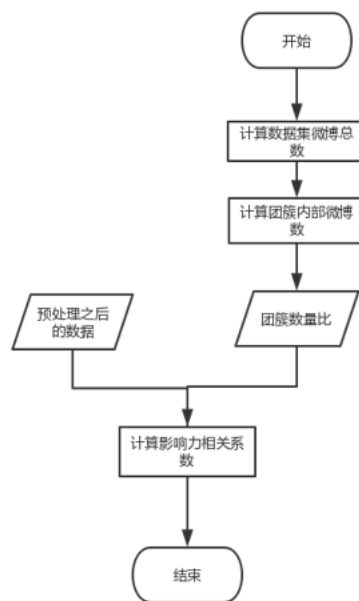 开始
计算数据集微博总
数
计算团簇内部微博
数
预处理之后
的数据
团簇数量比
计算影响力相关系
数
结束